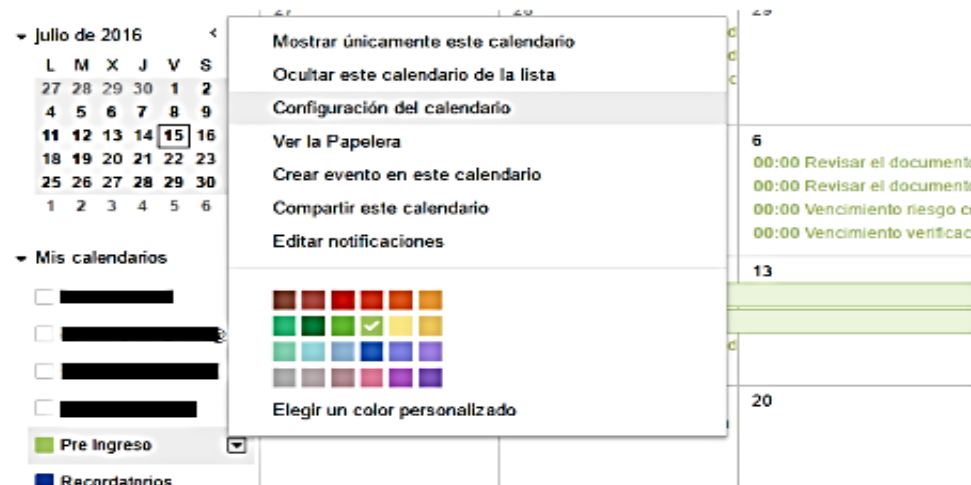 julio de 2016 <
L M X J V S
27 28 29 30 1 2
4 5 6 7 8 9
11 12 13 14 15 16
18 19 20 21 22 23
25 26 27 28 29 30
1 2 3 4 5 6
Mis calendarios
Pre Ingreso
Recordatorios
Mostrar únicamente este calendario
Ocultar este calendario de la lista
Configuración del calendario
Ver la Papelera
Crear evento en este calendario
Compartir este calendario
Editar notificaciones
Elegir un color personalizado
29
6
00:00 Revisar el documento
00:00 Revisar el documento
00:00 Vencimiento riesgo
00:00 Vencimiento
13
20